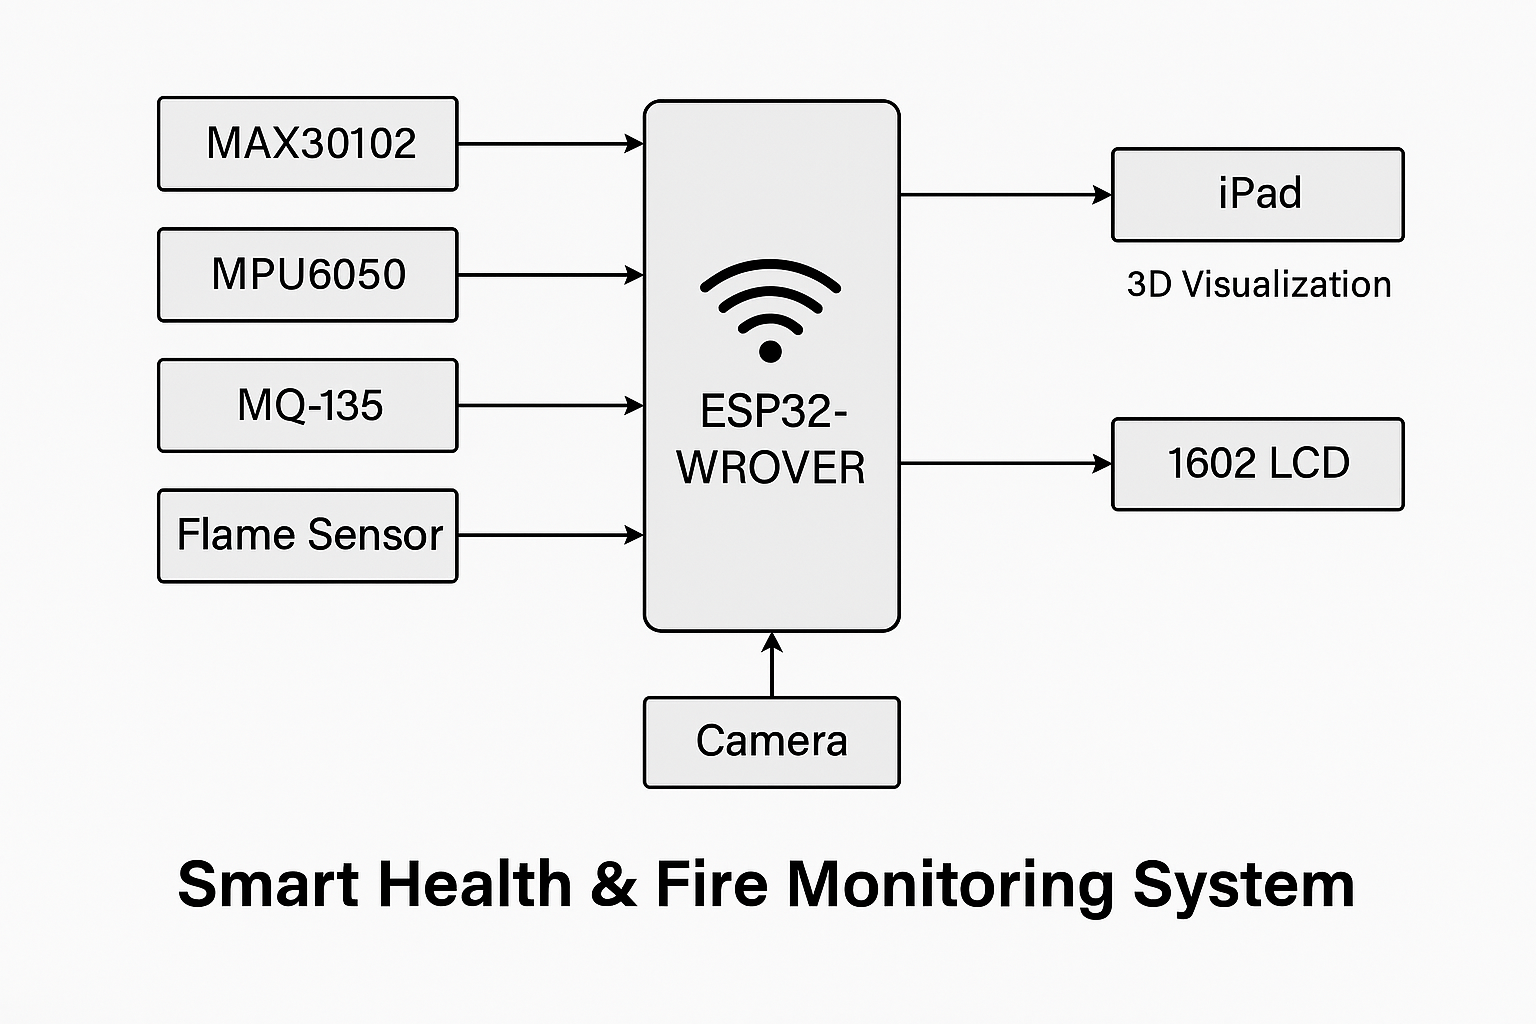 MAX30102
MPU6050
MQ-135
Flame Sensor
ESP32-
WROVER
iPad
3D Visualization
1602 LCD
Camera
Smart Health & Fire Monitoring System